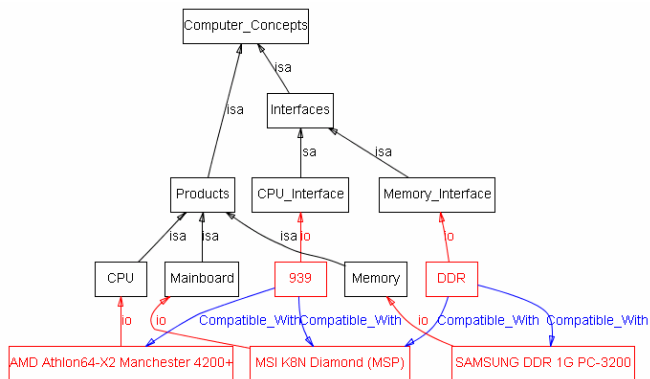 Computer_Concepts
isa
isa
Interfaces
isa
isa
Products
CPU_Interface
Memory_Interface
isa
isa
isa
io
io
CPU
Mainboard
939
Memory
DDR
io
io
Compatible_With
Compatible_With
io
Compatible_With
Compatible_With
AMD Athlon64-X2 Manchester 4200+
MSI K8N Diamond (MSP)
SAMSUNG DDR 1G PC-3200